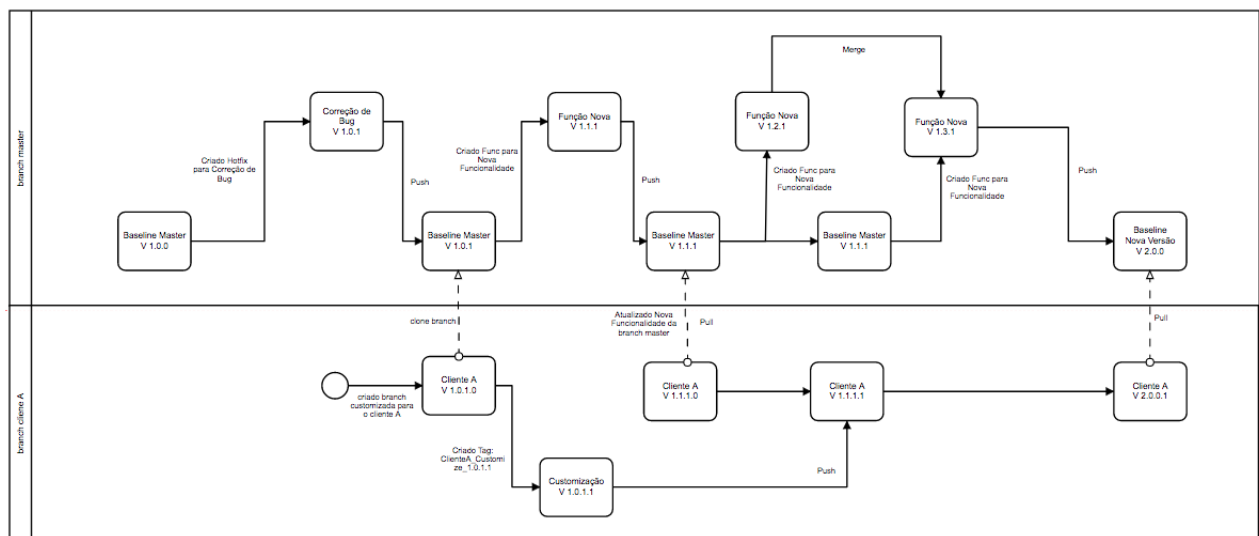 branch master
Merge
Correção de
Bug
V 1.0.1
Função Nova
V 1.1.1
Função Nova
V 1.2.1
Função Nova
V 1.3.1
Criado Hotfix
para Correção de
Bug
Push
Criado Func para
Nova
Funcionalidade
Push
Criado Func para
Nova
Funcionalidade
Criado Func para
Nova
Funcionalidade
Push
Baseline Master
V 1.0.0
Baseline Master
V 1.0.1
Baseline Master
V 1.1.1
Baseline Master
V 1.1.1
Baseline
Nova Versão
V 2.0.0
branch cliene A
clone branch
Atualizado Nova
Funcionalidade da
branch master
Pull
Pull
criado branch
customizada para
o cliente A
Cliente A
V 1.0.1.0
Cliente A
V 1.1.1.0
Cliente A
V 1.1.1.1
Cliente A
V 2.0.0.1
Criado Tag:
ClienteA_Customi
ze_1.0.1.1
Customização
V 1.0.1.1
Push